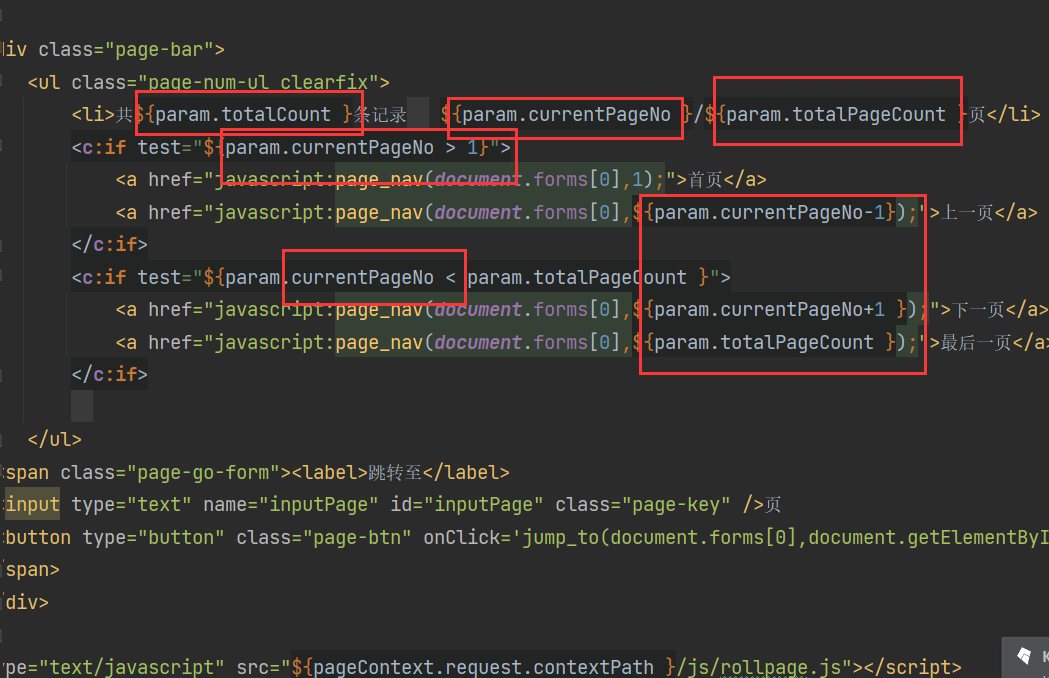 iv class="page-bar">
<ul class="page-num-ul clearfix">
<li>共${param.totalCount }条记录 ${param.currentPageNo }/${param.totalPageCount }页</li>
<c:if test="${param.currentPageNo > 1}">
<a href="javascript:page_nav(document.forms[0],1);">首页</a>
<a href="javascript:page_nav(document.forms[0],${param.currentPageNo-1});">上一页</a>
</c:if>
<c:if test="${param.currentPageNo < param.totalPageCount }">
<a href="javascript:page_nav(document.forms[0],${param.currentPageNo+1 });">下一页</a>
<a href="javascript:page_nav(document.forms[0],${param.totalPageCount });">最后一页</a
</c:if>
</ul>
span class="page-go-form"><label>跳转至</label>
input type="text" name="inputPage" id="inputPage" class="page-key" />页
button type="button" class="page-btn" onClick='jump_to(document.forms[0],document.getElementByI
span>
div>
pe="text/javascript" src="${pageContext.request.contextPath }/js/rollpage.js"></script>